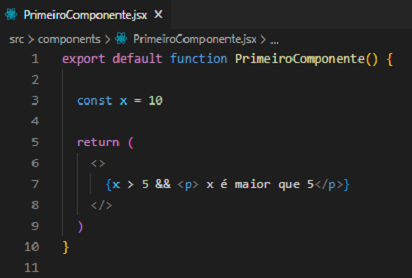 PrimeiroComponente.jsx ×
src > components > PrimeiroComponente.jsx > ...
1 export default function PrimeiroComponente() {
2
3 const x = 10
4
5 return (
6 <>
7 {x > 5 && <p> x é maior que 5</p>}
8 </>
9 )
10 }
11